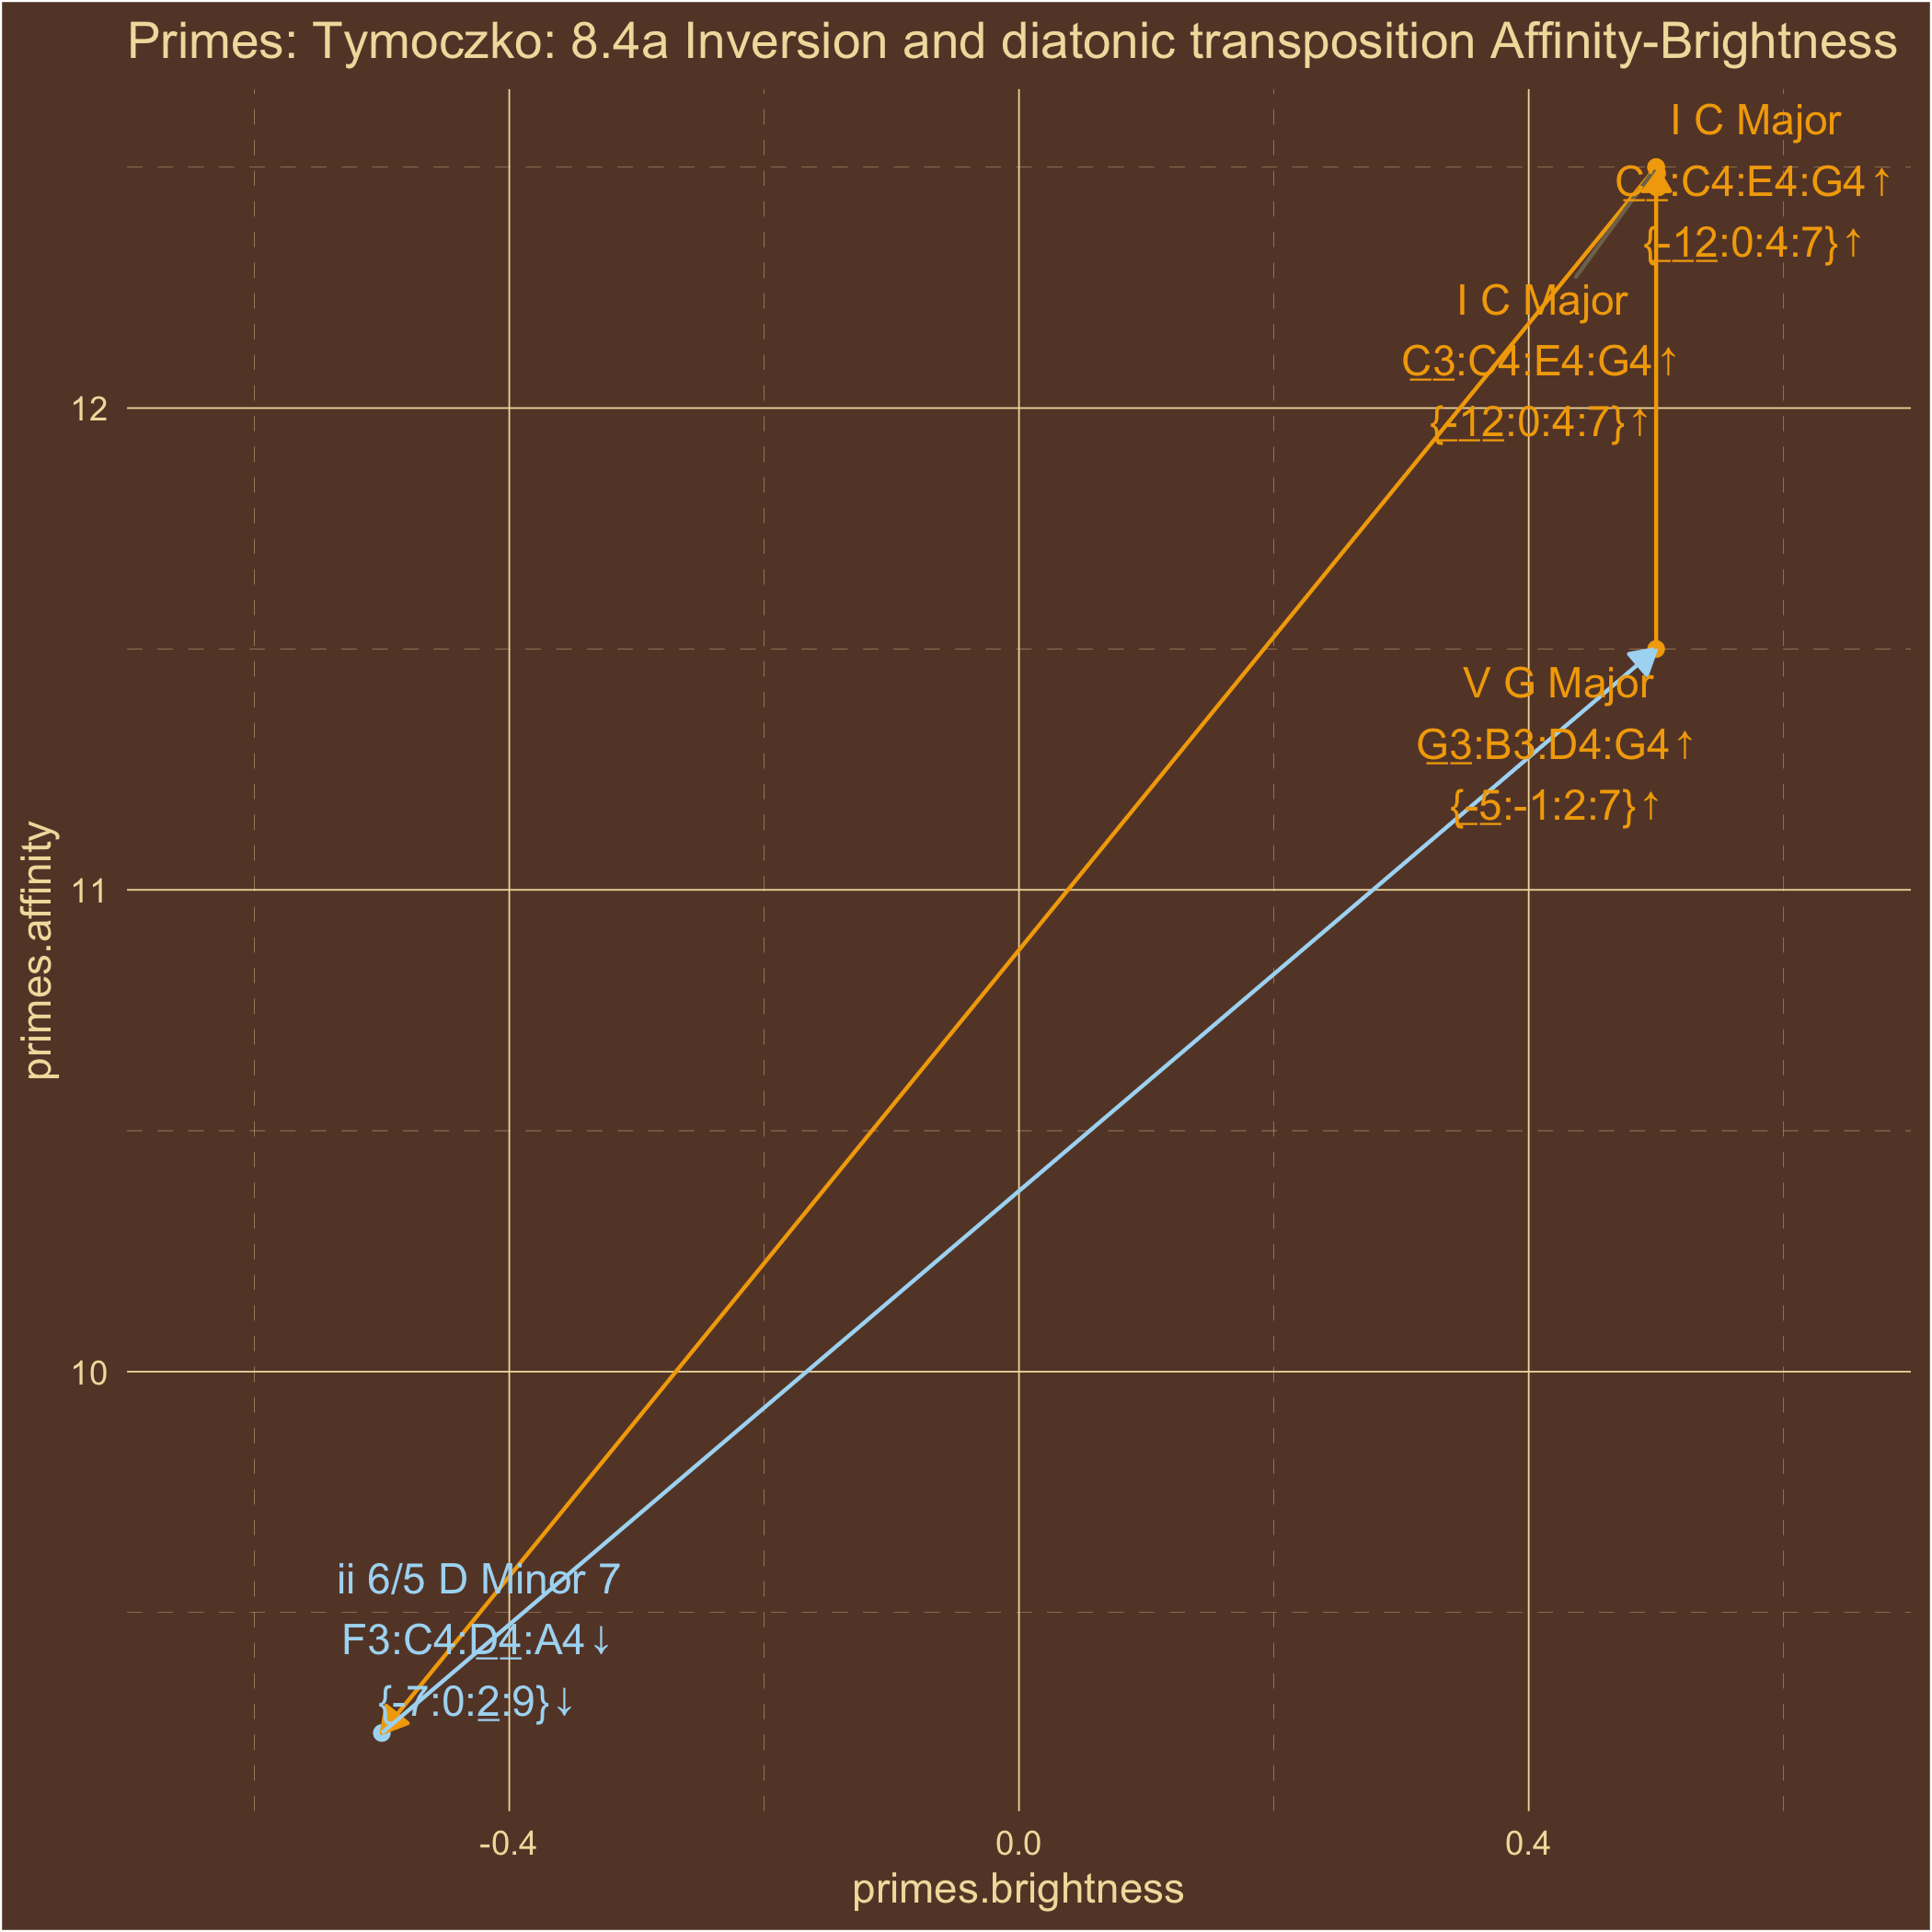 Primes: Tymoczko: 8.4a Inversion and diatonic transposition Affinity-Brightness
I C Major
:C4:E4:G4↑
{-12:0:4:7}↑
I C Major
C3:C4:E4:G4↑
{-12:0:4:7}↑
12
V G Major
G3:B3:D4:G4↑
{-5:-1:2:7}↑
11
primes.affinity
10
ii 6/5 D Minor 7
F3:C4:D4:A4↓
{-7:0:2:9}↓
-0.4
0.0
0.4
primes.brightness